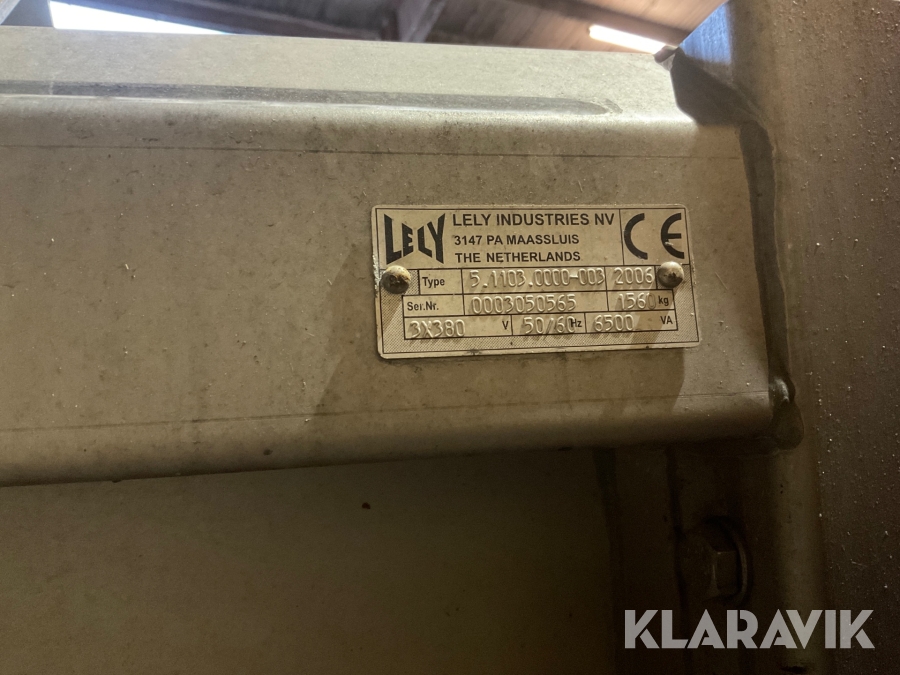 LELY
LELY INDUSTRIES NV
3147 PA MAASSLUIS
THE NETHERLANDS
CE
Type 5.1103.0000-003 2006
Ser.Nr. 0003050565 1560 kg
3X380 V 50/60 Hz 6500 VA
KLARAVIK